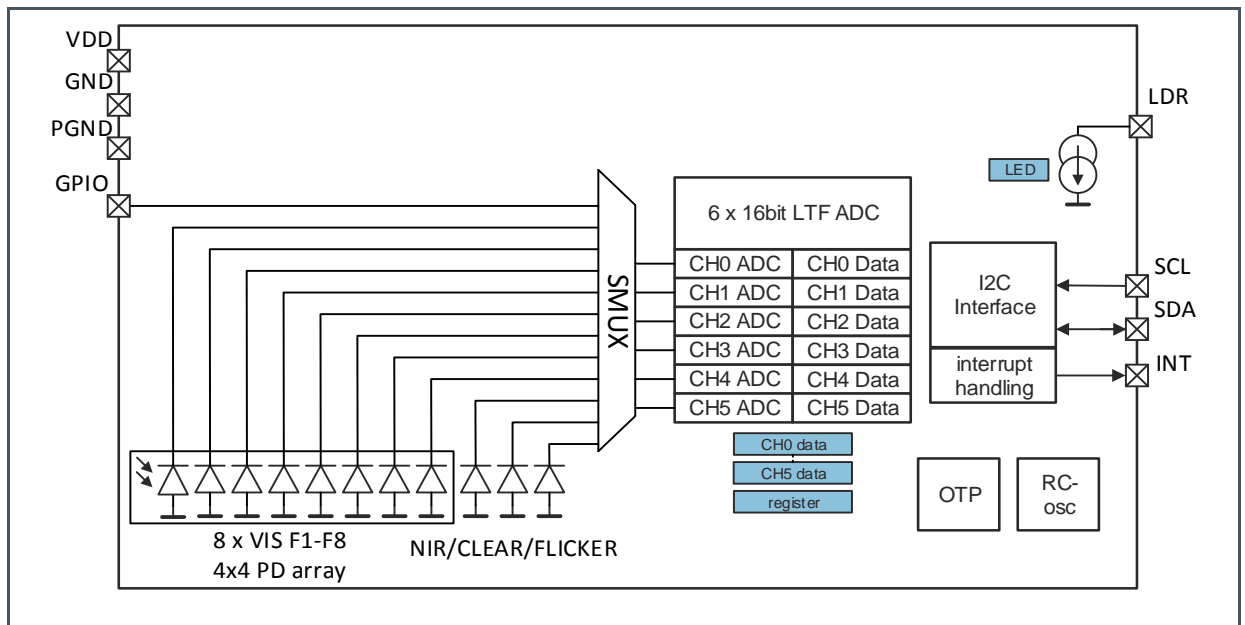 VDD
GND
PGND
GPIO
LDR
LED
SMUX
6 x 16bit LTF ADC
CH0 ADC CH0 Data
CH1 ADC CH1 Data
CH2 ADC CH2 Data
CH3 ADC CH3 Data
CH4 ADC CH4 Data
CH5 ADC CH5 Data
I2C
Interface
interrupt
handling
SCL
SDA
INT
CH0 data
CH5 data
register
OTP
RC-
osc
8 x VIS F1-F8
4x4 PD array
NIR/CLEAR/FLICKER